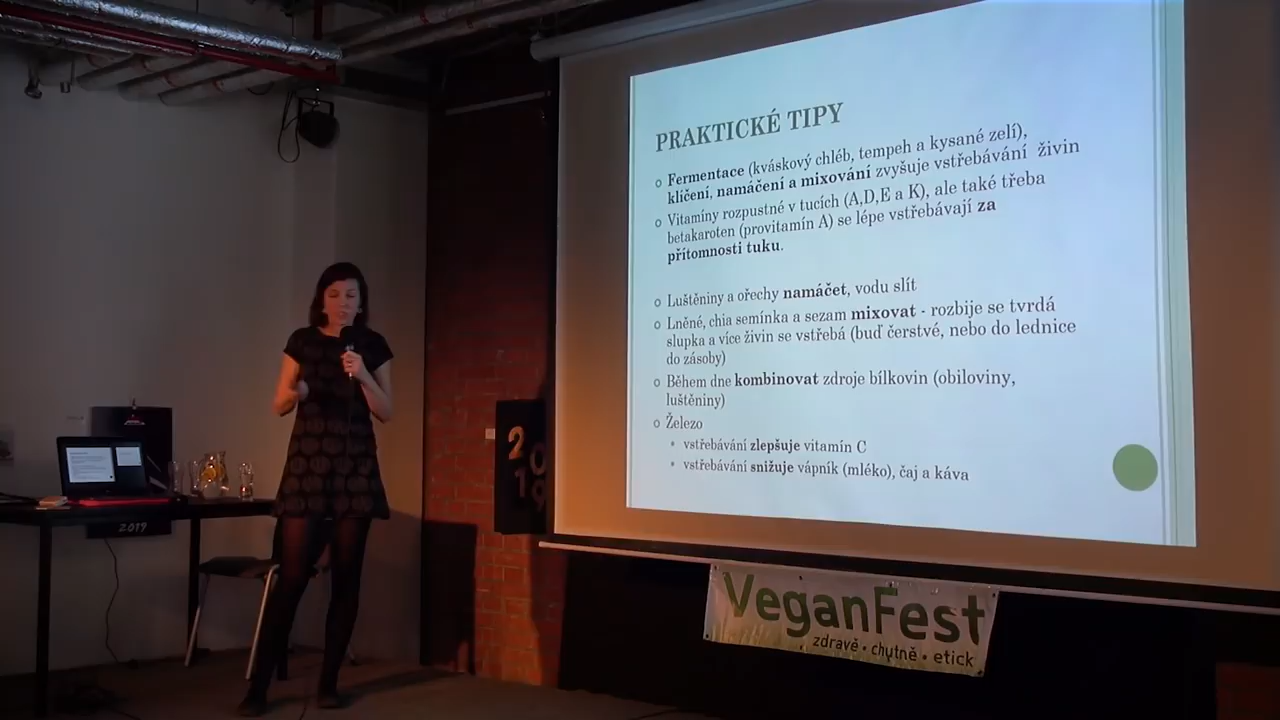 PRAKTICKÉ TIPY
Fermentace (kváskový chléb, tempeh a kysané zelí),
klíčení, namáčení a mixování zvyšuje vstřebávání živin
Vitamíny rozpustné v tucích (A,D,E a K), ale také třeba
betakaroten (provitamín A) se lépe vstřebávají za
přítomnosti tuku.
Luštěniny a ořechy namáčet, vodu slít
Lněné, chia semínka a sezam mixovat - rozbije se tvrdá
slupka a více živin se vstřebá (buď čerstvé, nebo do lednice
do zásoby)
Během dne kombinovat zdroje bílkovin (obiloviny,
luštěniny)
Železo
vstřebávání zlepšuje vitamín C
vstřebávání snižuje vápník (mléko), čaj a káva
20
19
2019
VeganFest
zdravě • chutně • etick